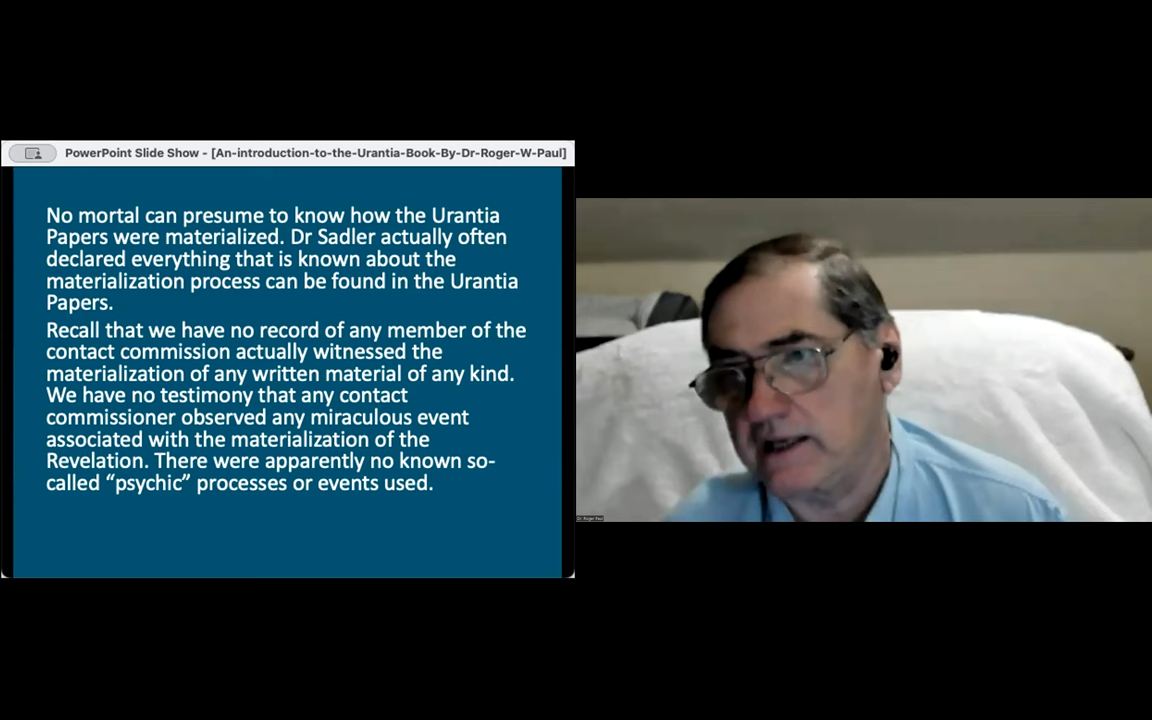 PowerPoint Slide Show - [An-introduction-to-the-Urantia-Book-By-Dr-Roger-W-Paul]
No mortal can presume to know how the Urantia
Papers were materialized. Dr Sadler actually often
declared everything that is known about the
materialization process can be found in the Urantia
Papers.
Recall that we have no record of any member of the
contact commission actually witnessed the
materialization of any written material of any kind.
We have no testimony that any contact
commissioner observed any miraculous event
associated with the materialization of the
Revelation. There were apparently no known so-
called “psychic” processes or events used.
Dr. Roger Paul